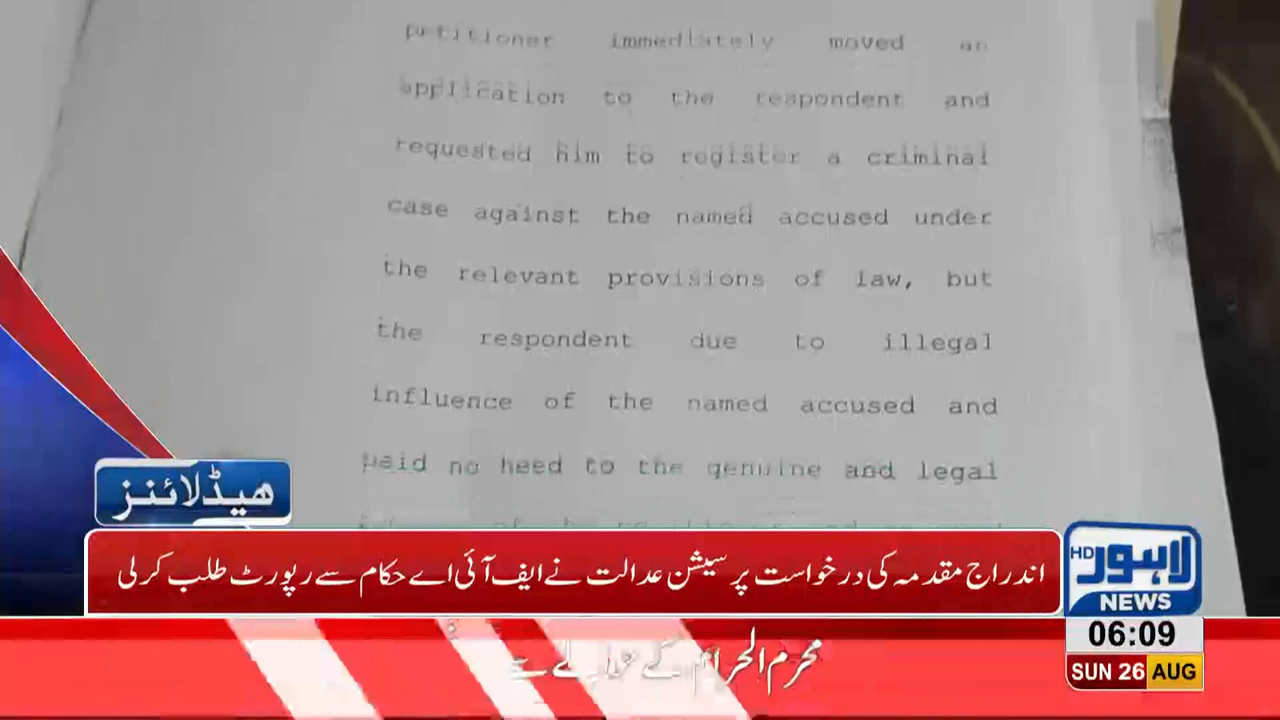 petitioner immediately moved an
application to the respondent and
requested him to register a criminal
case against the named accused under
the relevant provisions of law, but
the respondent due to illegal
influence of the named accused and
paid no heed to the genuine and legal
ھیڈلائنز
اندراج مقدمہ کی درخواست پر سیشن عدالت نے ایف آئی اے حکام سے رپورٹ طلب کرلی
لاہور HD
NEWS
06:09
SUN 26 AUG
محرم الحرام کے